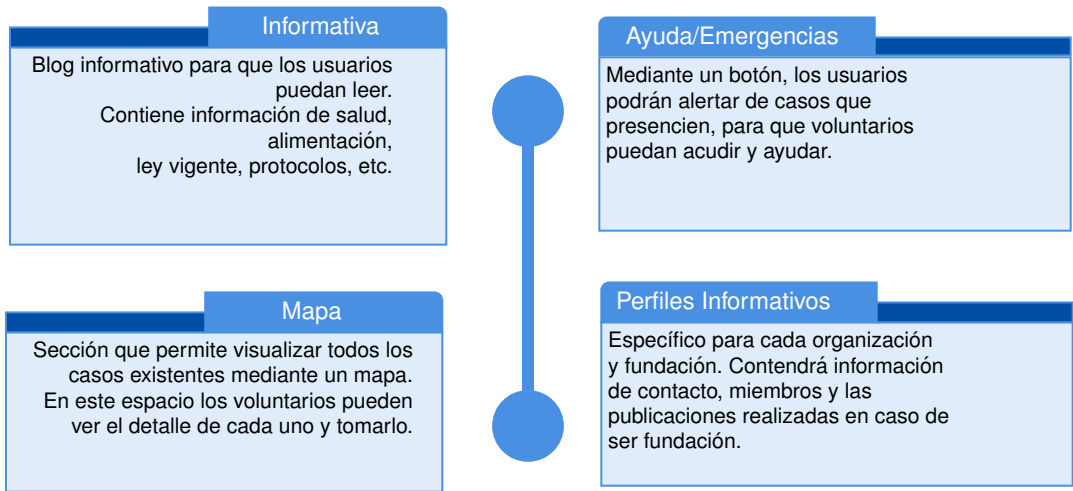 Informativa
Blog informativo para que los usuarios
puedan leer.
Contiene información de salud,
alimentación,
ley vigente, protocolos, etc.
Ayuda/Emergencias
Mediante un botón, los usuarios
podrán alertar de casos que
presencien, para que voluntarios
puedan acudir y ayudar.
Mapa
Sección que permite visualizar todos los
casos existentes mediante un mapa.
En este espacio los voluntarios pueden
ver el detalle de cada uno y tomarlo.
Perfiles Informativos
Específico para cada organización
y fundación. Contendrá información
de contacto, miembros y las
publicaciones realizadas en caso de
ser fundación.